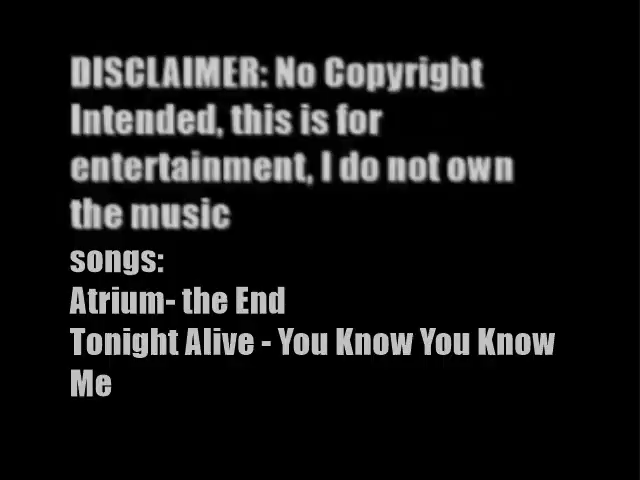 DISCLAIMER: No Copyright
Intended, this is for
entertainment, I do not own
the music
songs:
Atrium- the End
Tonight Alive - You Know You Know
Me